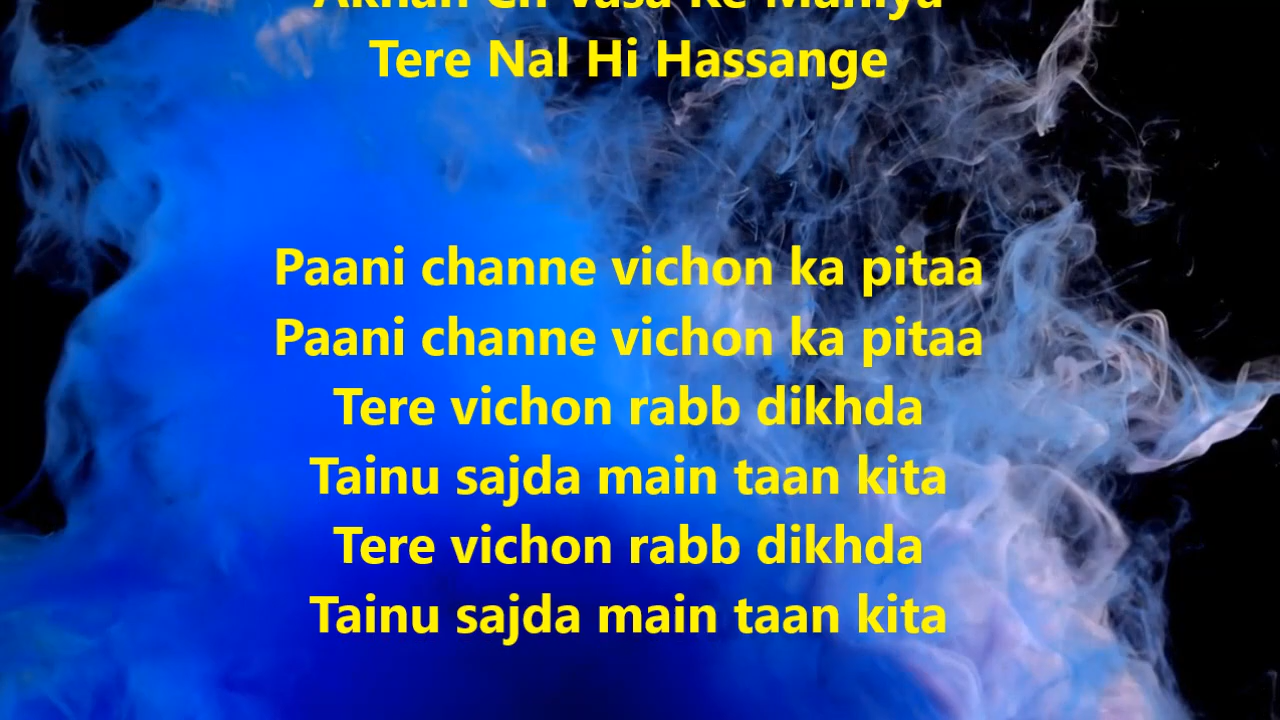 Akhan Ch Vasa Ke Mahiya
Tere Nal Hi Hassange
Paani channe vichon ka pitaa
Paani channe vichon ka pitaa
Tere vichon rabb dikhda
Tainu sajda main taan kita
Tere vichon rabb dikhda
Tainu sajda main taan kita